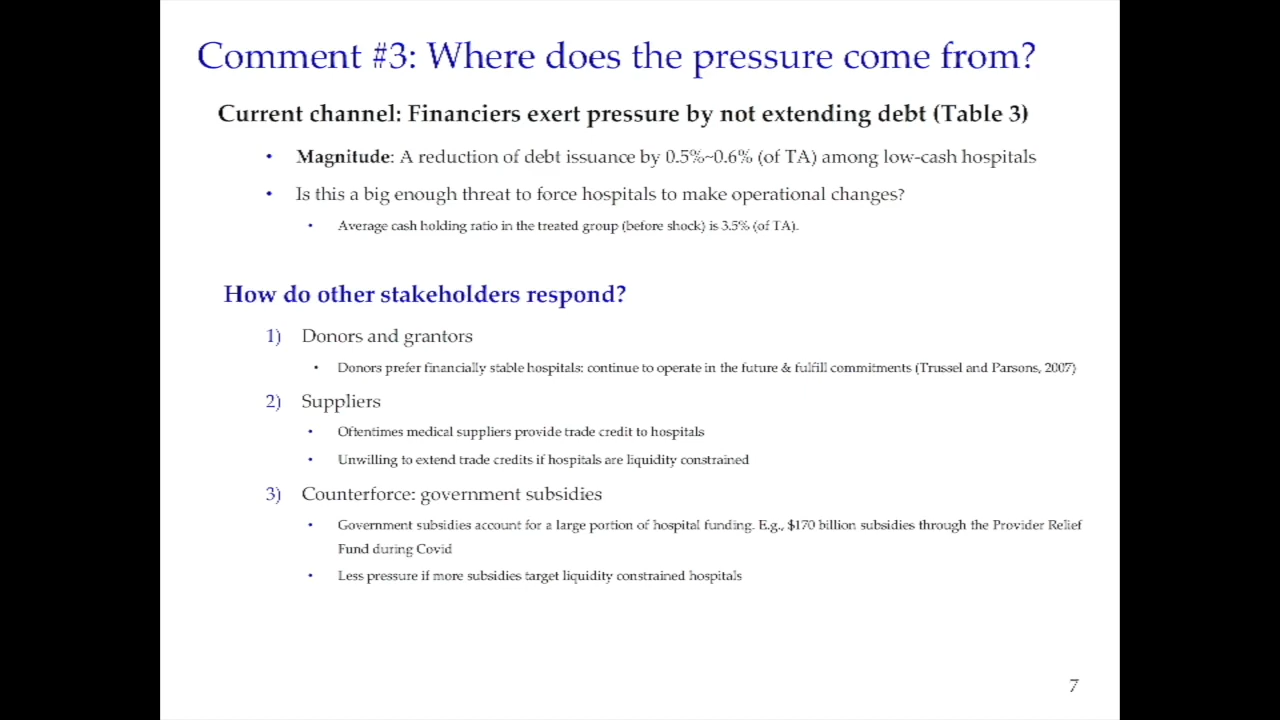 Comment #3: Where does the pressure come from?
Current channel: Financiers exert pressure by not extending debt (Table 3)
• Magnitude: A reduction of debt issuance by 0.5%~0.6% (of TA) among low-cash hospitals
• Is this a big enough threat to force hospitals to make operational changes?
• Average cash holding ratio in the treated group (before shock) is 3.5% (of TA).
How do other stakeholders respond?
1) Donors and grantors
• Donors prefer financially stable hospitals: continue to operate in the future & fulfill commitments (Trussel and Parsons, 2007)
2) Suppliers
• Oftentimes medical suppliers provide trade credit to hospitals
• Unwilling to extend trade credits if hospitals are liquidity constrained
3) Counterforce: government subsidies
• Government subsidies account for a large portion of hospital funding. E.g., $170 billion subsidies through the Provider Relief
Fund during Covid
• Less pressure if more subsidies target liquidity constrained hospitals
7